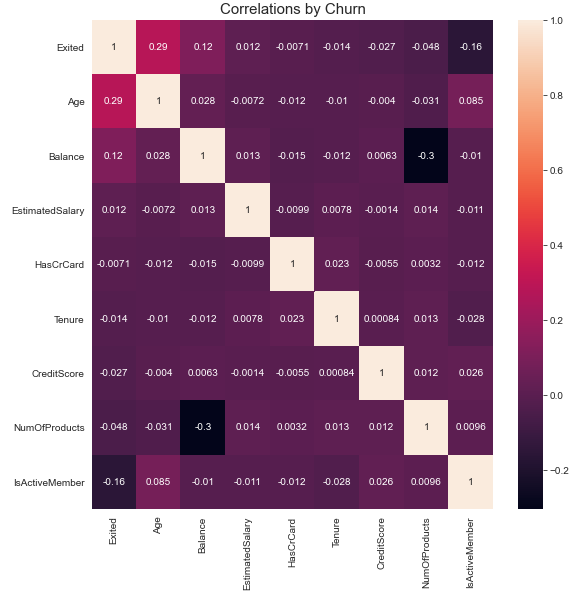 Correlations by Churn
Exited 1 0.29 0.12 0.012 -0.0071 -0.014 -0.027 -0.048 -0.16
Age 0.29 1 0.028 -0.0072 -0.012 -0.01 -0.004 -0.031 0.085
Balance 0.12 0.028 1 0.013 -0.015 -0.012 0.0063 -0.3 -0.01
EstimatedSalary 0.012 -0.0072 0.013 1 -0.0099 0.0078 -0.0014 0.014 -0.011
HasCrCard -0.0071 -0.012 -0.015 -0.0099 1 0.023 -0.0055 0.0032 -0.012
Tenure -0.014 -0.01 -0.012 0.0078 0.023 1 0.00084 0.013 -0.028
CreditScore -0.027 -0.004 0.0063 -0.0014 -0.0055 0.00084 1 0.012 0.026
NumOfProducts -0.048 -0.031 -0.3 0.014 0.0032 0.013 0.012 1 0.0096
IsActiveMember -0.16 0.085 -0.01 -0.011 -0.012 -0.028 0.026 0.0096 1
Exited Age Balance EstimatedSalary HasCrCard Tenure CreditScore NumOfProducts IsActiveMember
1.0
0.8
0.6
0.4
0.2
0.0
−0.2